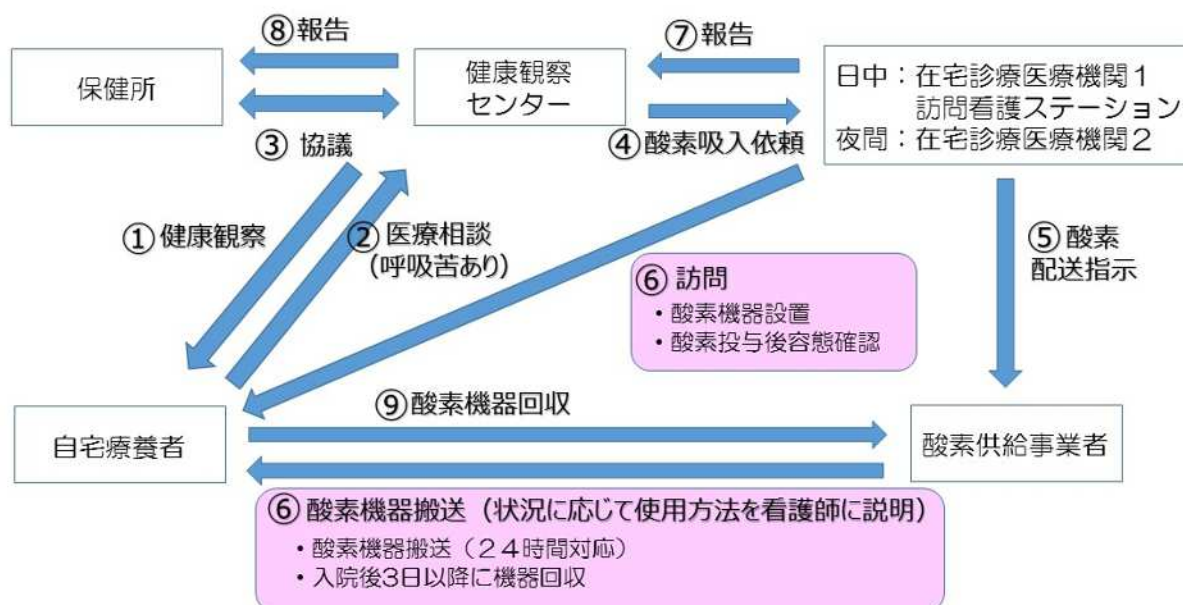 ⑧報告
⑦報告
保健所
健康観察
センター
日中：在宅診療医療機関１
訪問看護ステーション
夜間：在宅診療医療機関２
③ 協議
④酸素吸入依頼
①健康観察
②医療相談
（呼吸苦あり）
⑤ 酸素
配送指示
⑥ 訪問
・酸素機器設置
・酸素投与後容態確認
⑨酸素機器回収
自宅療養者
酸素供給事業者
⑥ 酸素機器搬送（状況に応じて使用方法を看護師に説明）
・酸素機器搬送（２４時間対応）
・入院後3日以降に機器回収